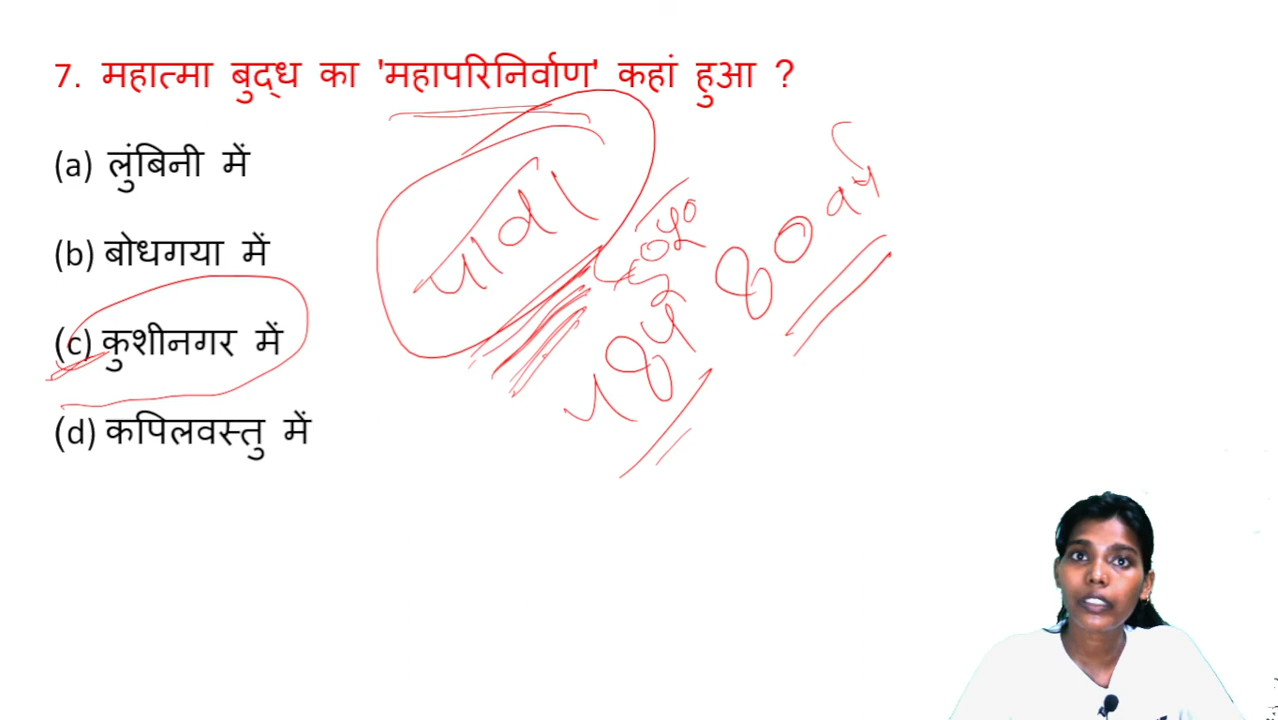 7. महात्मा बुद्ध का 'महापरिनिर्वाण' कहां हुआ ?
(a) लुंबिनी में
(b) बोधगया में
(c) कुशीनगर में
(d) कपिलवस्तु में
पावा
80 वर्ष